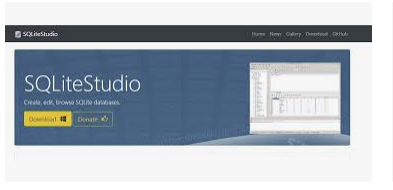 SQLiteStudio
Home News Gallery Download GitHub
SQLiteStudio
Create, edit, browse SQLite databases.
Download Donate